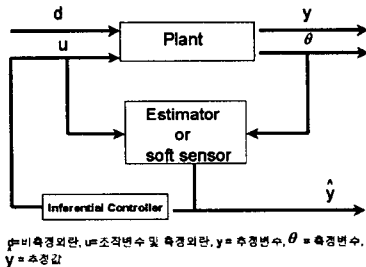 d
y
u
Plant
θ
Estimator
or
soft sensor
ŷ
Inferential Controller
d=비측정외란, u=조작변수 및 측정외란, y = 추정변수, θ = 측정변수,
ŷ = 추정값